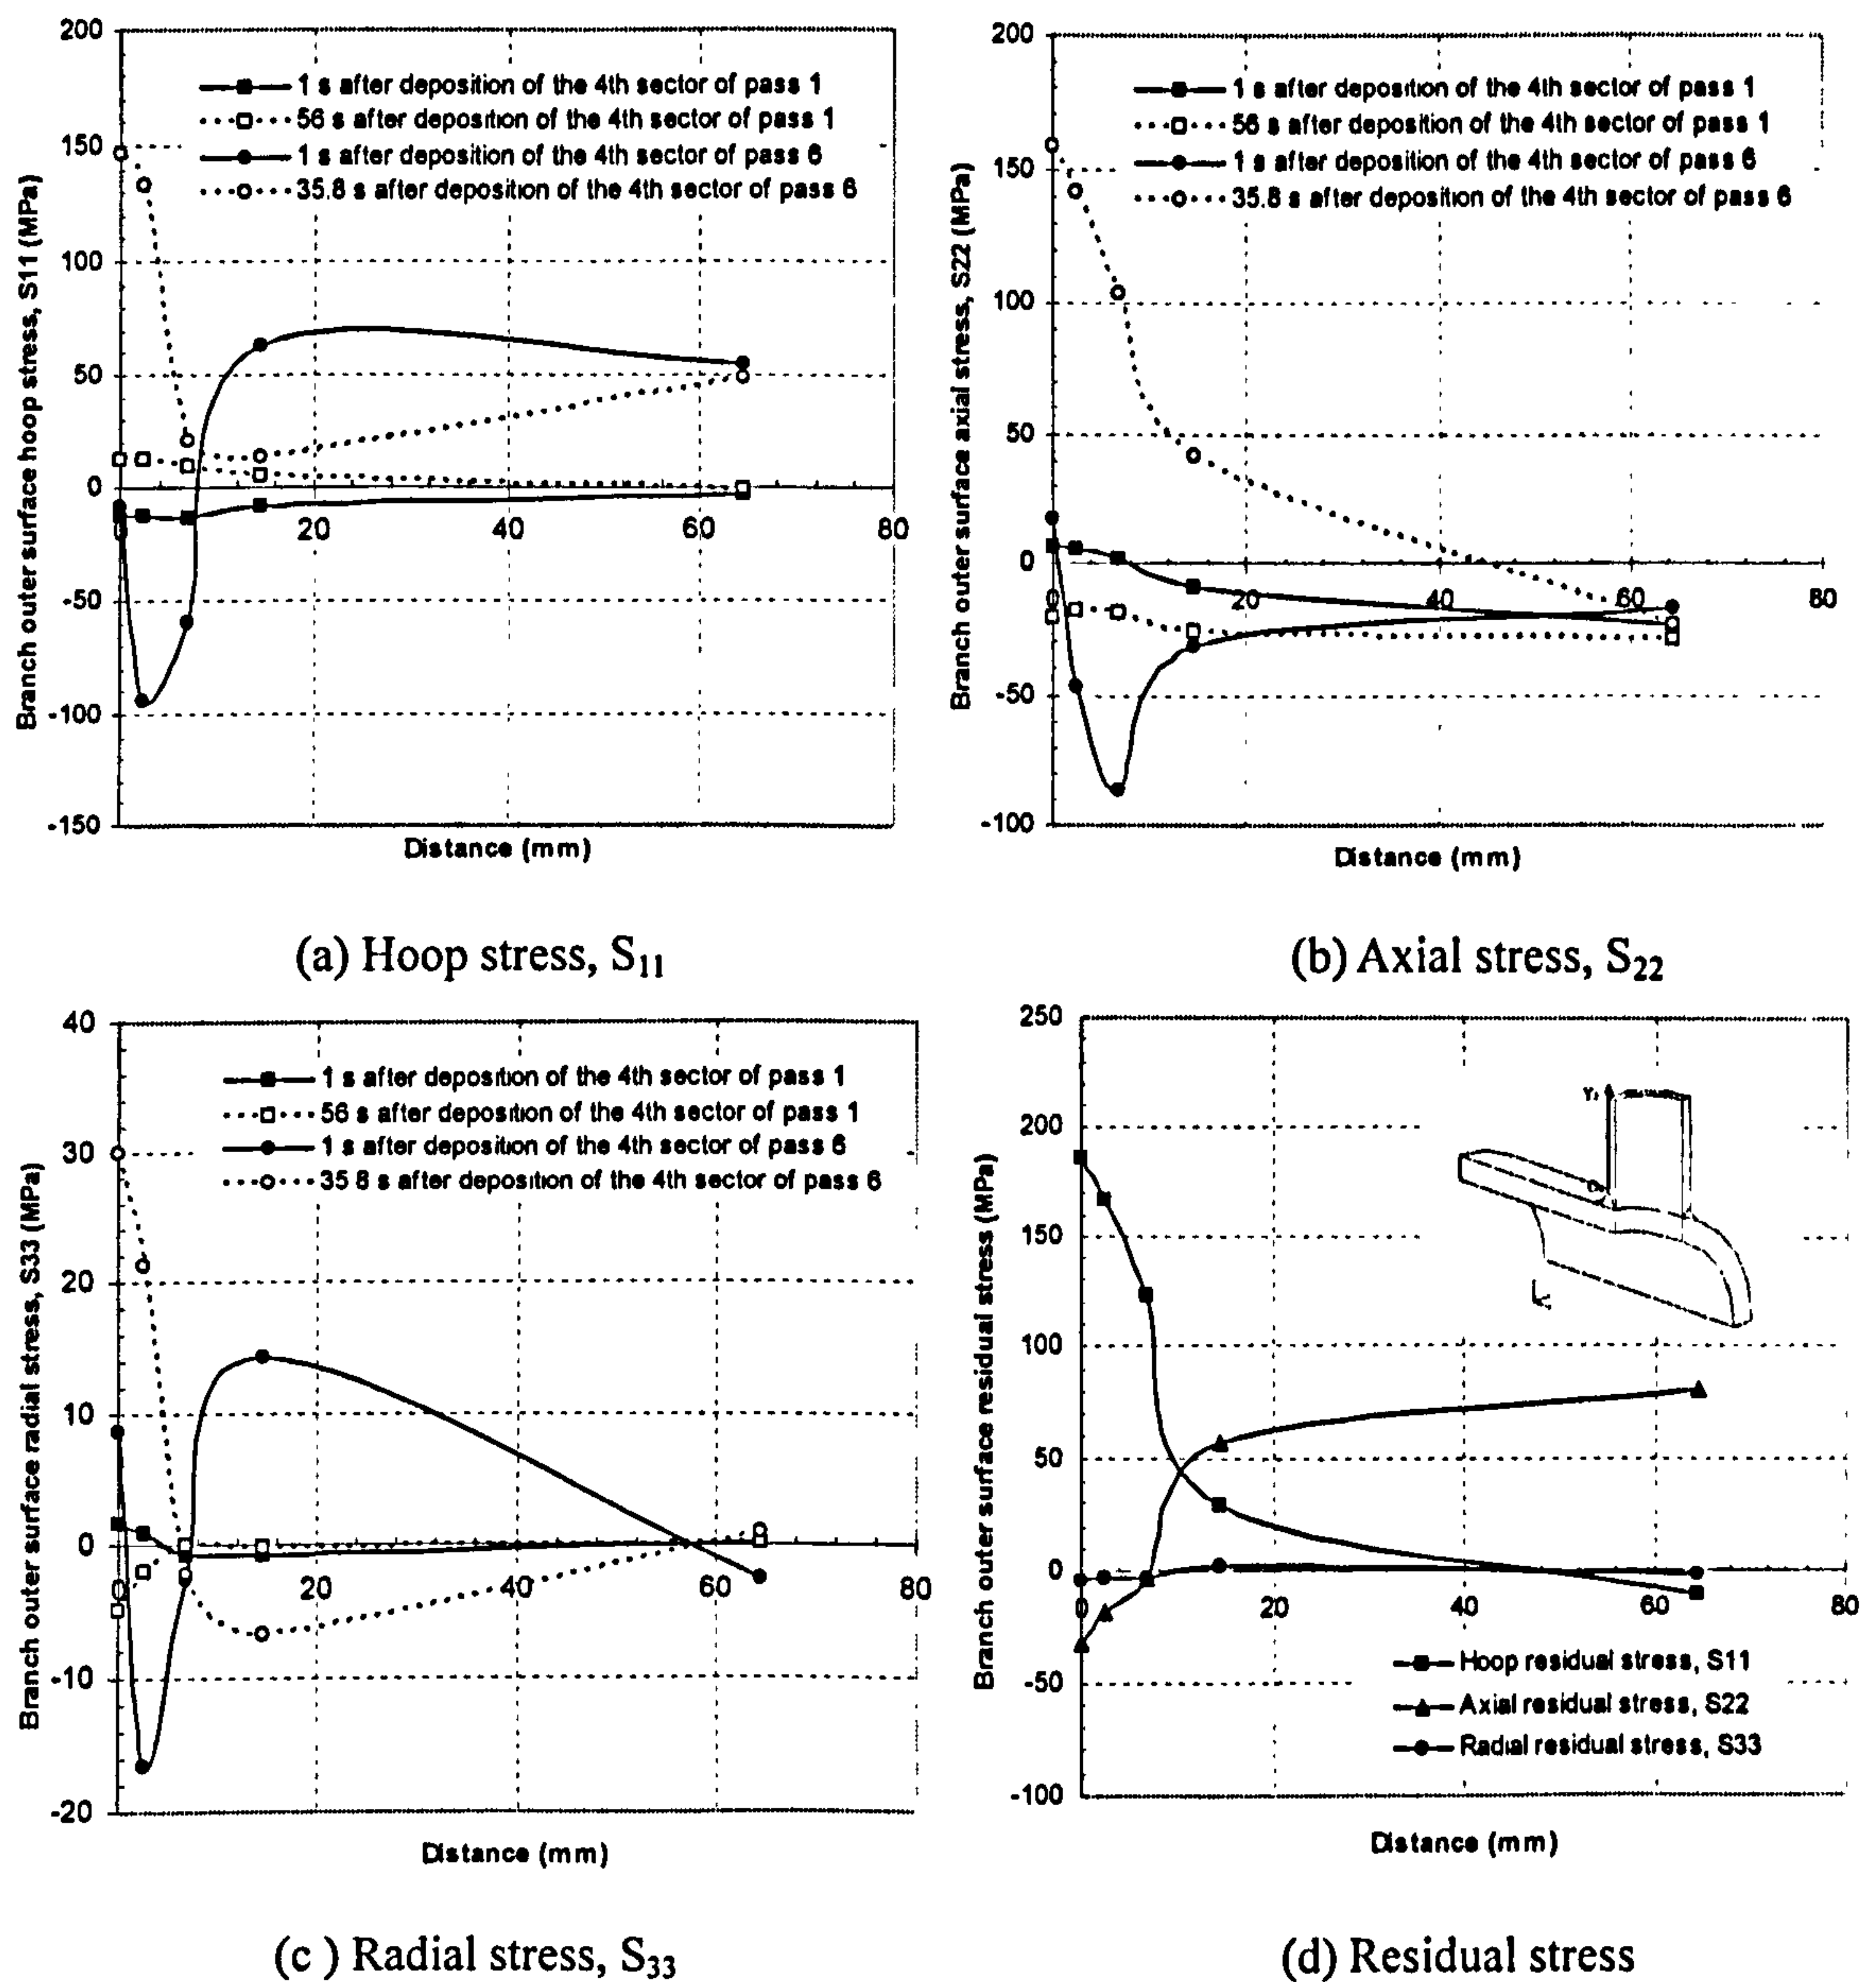 200
150
100
50
0
-50
-100
-150
0
20
40
60
80
1 s after deposition of the 4th sector of pass 1
56 s after deposition of the 4th sector of pass 1
1 s after deposition of the 4th sector of pass 6
35.8 s after deposition of the 4th sector of pass 6
Branch outer surface hoop stress, S11 (MPa)
Distance (mm)
(a) Hoop stress, S11
200
150
100
50
0
-50
-100
0
20
40
60
80
1 s after deposition of the 4th sector of pass 1
56 s after deposition of the 4th sector of pass 1
1 s after deposition of the 4th sector of pass 6
35.8 s after deposition of the 4th sector of pass 6
Branch outer surface axial stress, S22 (MPa)
Distance (mm)
(b) Axial stress, S22
40
30
20
10
0
-10
-20
0
20
40
60
80
1 s after deposition of the 4th sector of pass 1
56 s after deposition of the 4th sector of pass 1
1 s after deposition of the 4th sector of pass 6
35 8 s after deposition of the 4th sector of pass 6
Branch outer surface radial stress, S33 (MPa)
Distance (mm)
(c ) Radial stress, S33
250
200
150
100
50
0
-50
-100
0
20
40
60
80
Hoop residual stress, S11
Axial residual stress, S22
Radial residual stress, S33
Branch outer surface residual stress (MPa)
Distance (mm)
(d) Residual stress